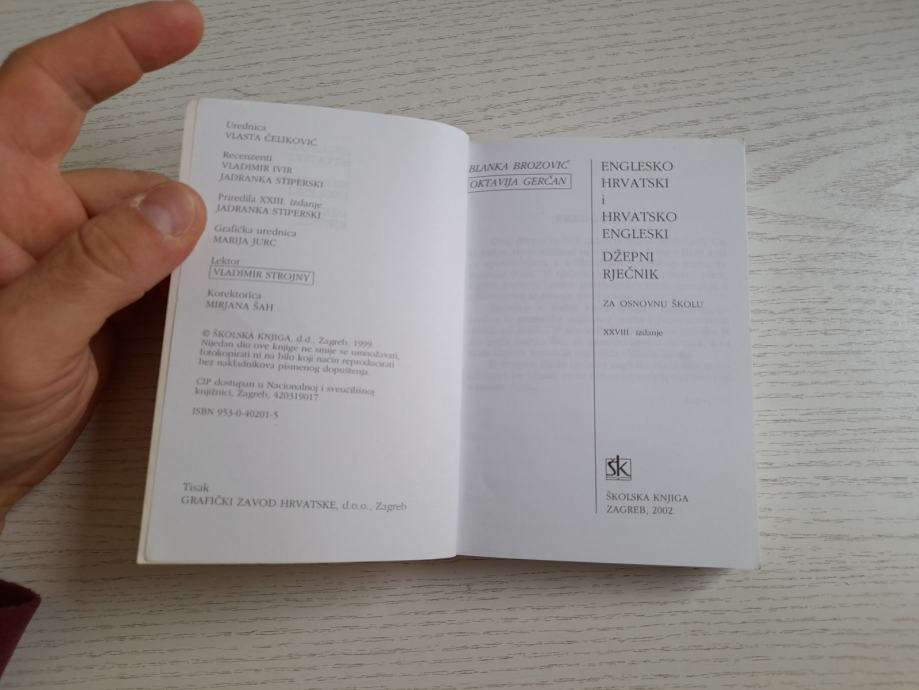 Urednica
VLASTA ČELIKOVIĆ
Recenzenti
VLADIMIR IVIR
JADRANKA STIPERSKI
Priredila XXIII. izdanje
JADRANKA STIPERSKI
Grafička urednica
MARIJA JURC
Lektor
VLADIMIR STROJNY
Korektorica
MIRJANA ŠAH
© ŠKOLSKA KNJIGA, d.d., Zagreb, 1999.
Nijedan dio ove knjige ne smije se umnožavati,
fotokopirati ni na bilo koji način reproducirati
bez nakladnikova pismenog dopuštenja.
CIP dostupan u Nacionalnoj i sveučilišnoj
knjižnici, Zagreb, 420319017
ISBN 953-0-40201-5
Tisak
GRAFIČKI ZAVOD HRVATSKE, d.o.o., Zagreb
BLANKA BROZOVIĆ
OKTAVIJA GERČAN
ENGLESKO
HRVATSKI
i
HRVATSKO
ENGLESKI
DŽEPNI
RJEČNIK
ZA OSNOVNU ŠKOLU
XXVIII. izdanje
šk
ŠKOLSKA KNJIGA
ZAGREB, 2002.